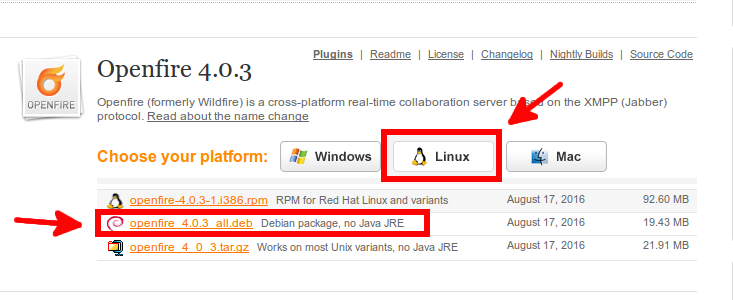 Plugins | Readme | License | Changelog | Nightly Builds | Source Code
OPENFIRE
Openfire 4.0.3
Openfire (formerly Wildfire) is a cross-platform real-time collaboration server based on the XMPP (Jabber)
protocol. Read about the name change
Choose your platform: Windows Linux Mac
openfire-4.0.3-1.i386.rpm RPM for Red Hat Linux and variants August 17, 2016 92.60 MB
openfire_4.0.3_all.deb Debian package, no Java JRE August 17, 2016 19.43 MB
openfire_4_0_3.tar.gz Works on most Unix variants, no Java JRE August 17, 2016 21.91 MB